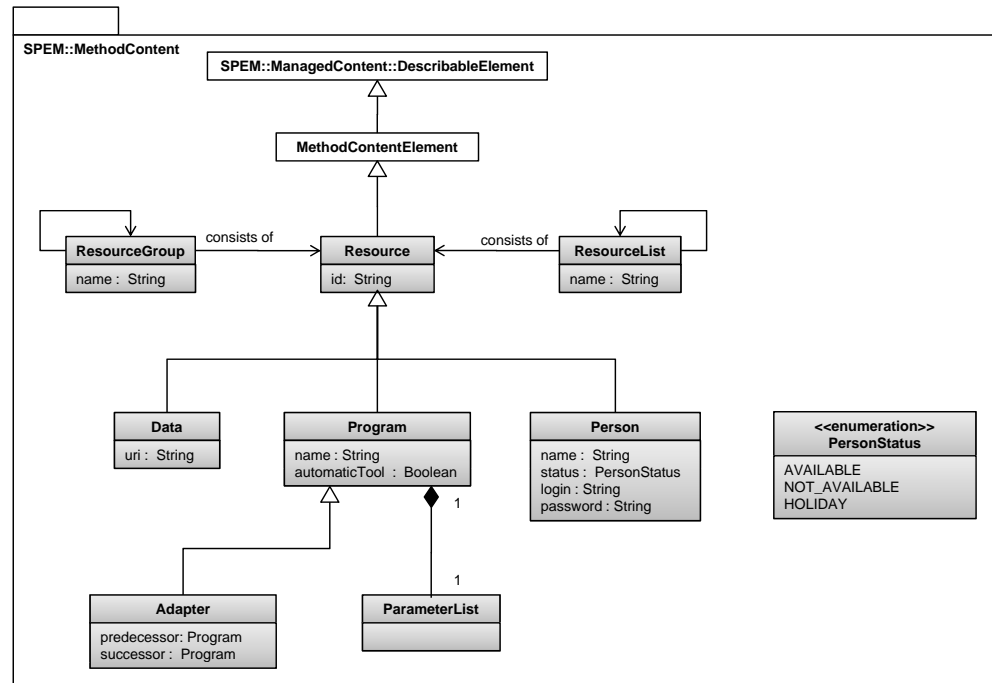 SPEM::MethodContent
SPEM::ManagedContent::DescribableElement
MethodContentElement
consists of
consists of
ResourceGroup
name : String
Resource
id: String
ResourceList
name : String
Data
uri : String
Program
name : String
automaticTool : Boolean
Person
name : String
status : PersonStatus
login : String
password : String
<<enumeration>>
PersonStatus
AVAILABLE
NOT_AVAILABLE
HOLIDAY
1
1
Adapter
predecessor: Program
successor : Program
ParameterList